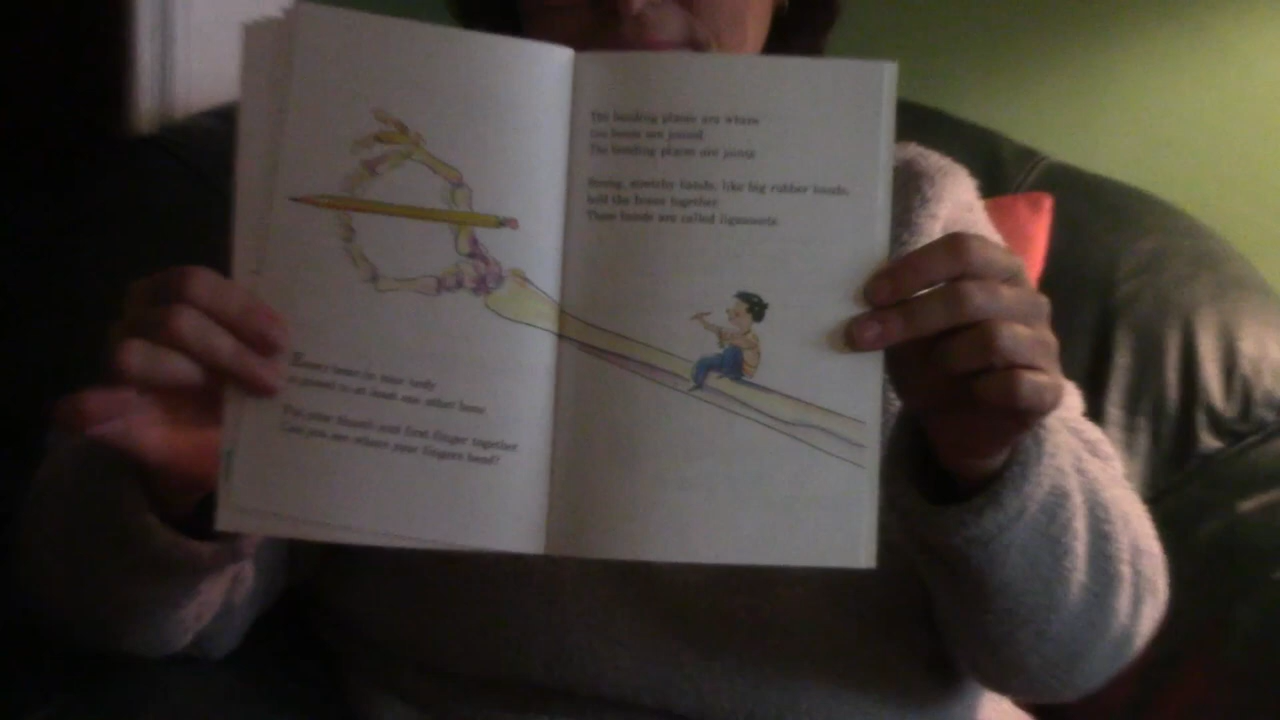 Every bone in your body
is joined to at least one other bone.
Put your thumb and first finger together.
Can you see where your fingers bend?
The bending places are where
the bones are joined.
The bending places are joints.
Strong, stretchy bands, like big rubber bands,
hold the bones together.
These bands are called ligaments.